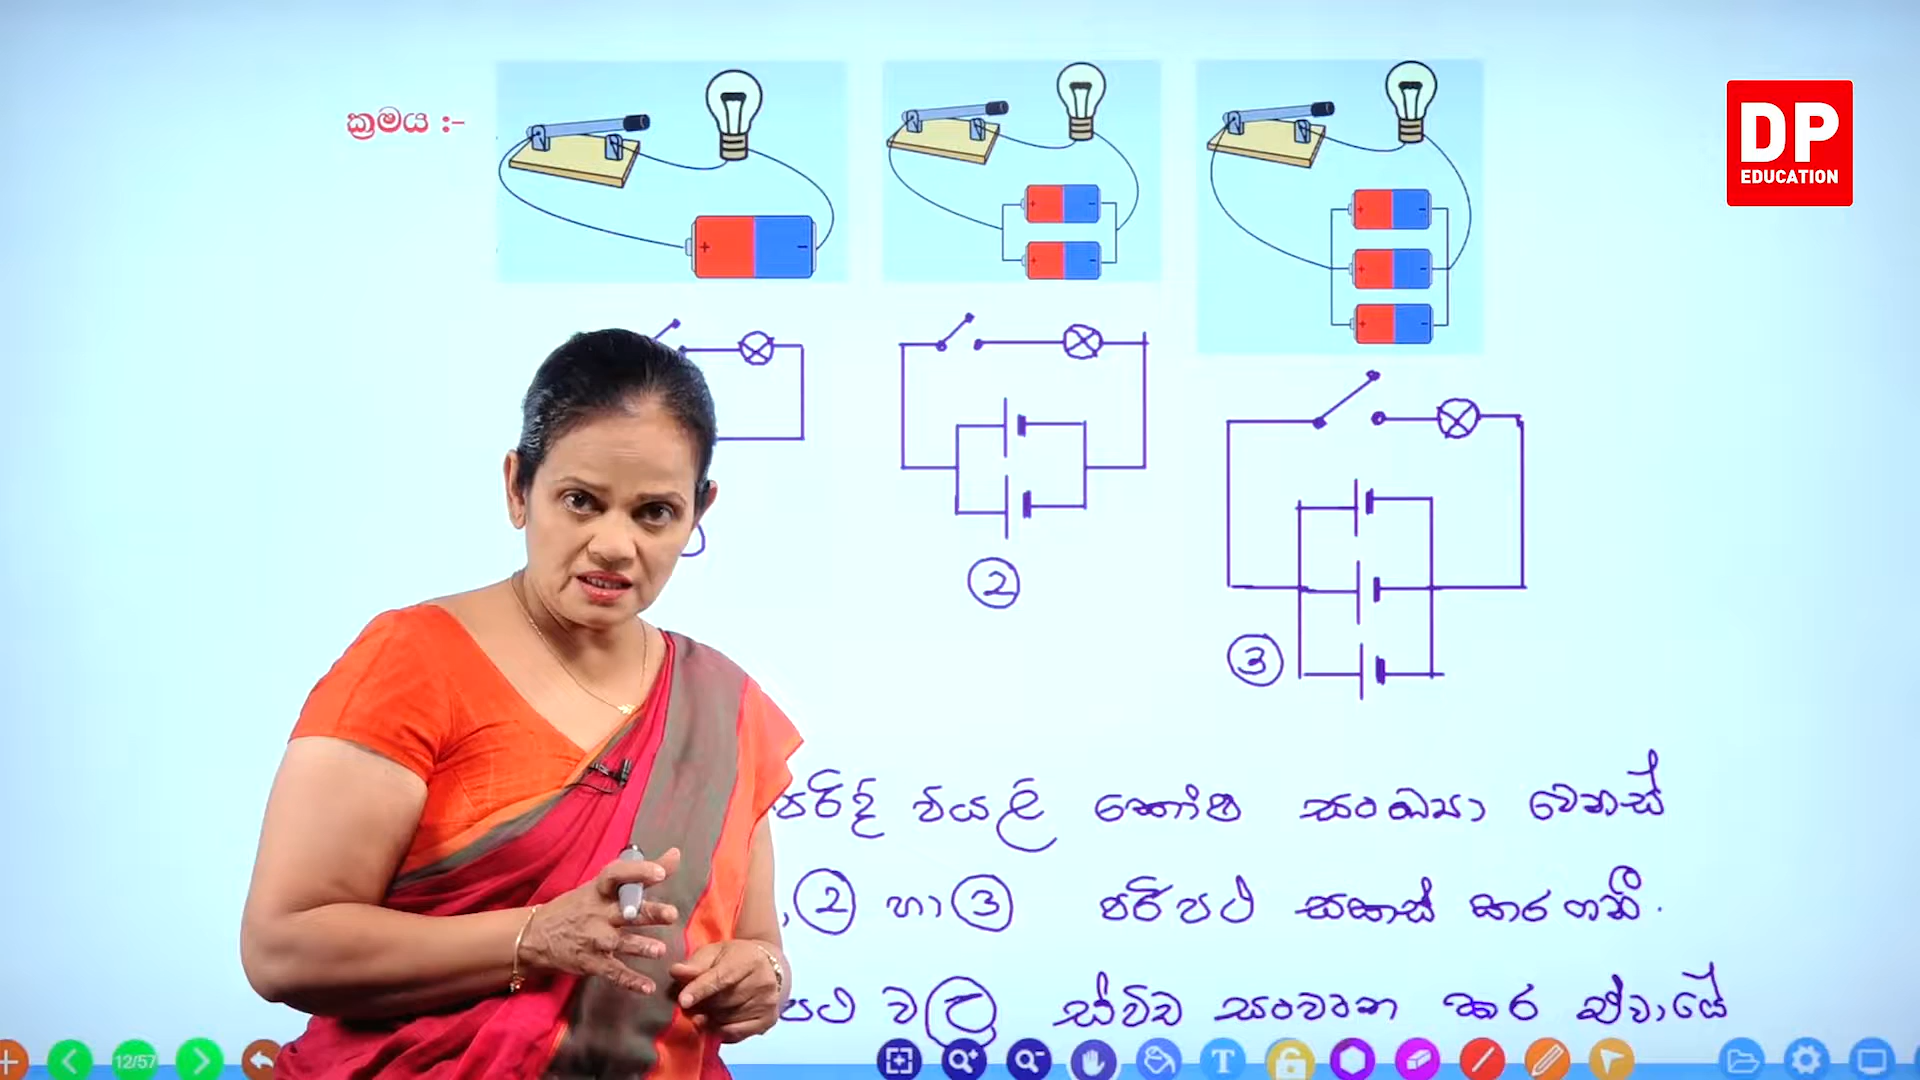 ක්‍රමය :-
DP
EDUCATION
+ -
+ -
+ -
+ -
+ -
+ -
2
3
පරිදි වියළි කෝෂ සංඛ්‍යා වෙනස්
, 2 හා 3 පරිපථ සකස් කර ගනී.
පථ වල ස්විච සංවෘත කර ඒවායේ
12/57
T